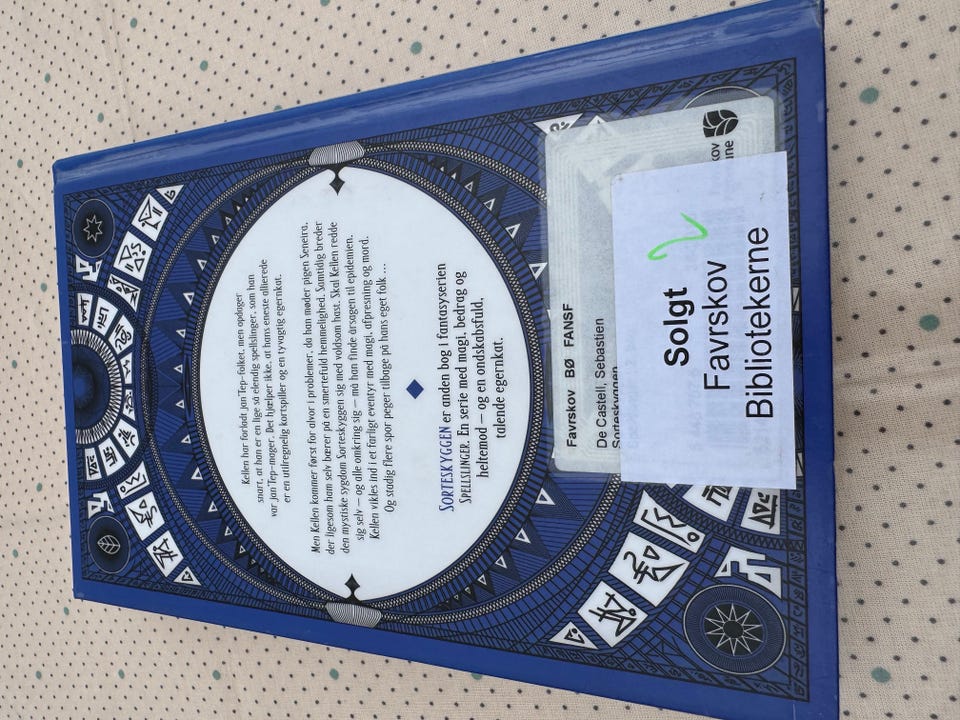 Kellen har forladt jan'Tep-folket, men opdager
snart, at han er en lige så elendig spellslinger, som han
var jan'Tep-mager. Det hjælper ikke, at hans eneste allierede
er en utilregnelig kortspiller og en tyvagtig egernkat.
Men Kellen kommer først for alvor i problemer, da han møder pigen Seneira,
der ligesom ham selv bærer på en smertefuld hemmelighed. Samtidig breder
den mystiske sygdom Sorteskyggen sig med voldsom hast. Skal Kellen redde
sig selv – og alle omkring sig – må han finde årsagen til epidemien.
Kellen vikles ind i et farligt eventyr med magi, afpresning og mord.
Og stadig flere spor peger tilbage på hans eget folk ...
SORTESKYGGEN er anden bog i fantasyserien
SPELLSLINGER. En serie med magi, bedrag og
heltemod – og en ondskabsfuld,
talende egernkat.
Favrskov BØ FANSF
De Castell, Sebastien
Sorteskyggen
Solgt
Favrskov
Bibliotekerne